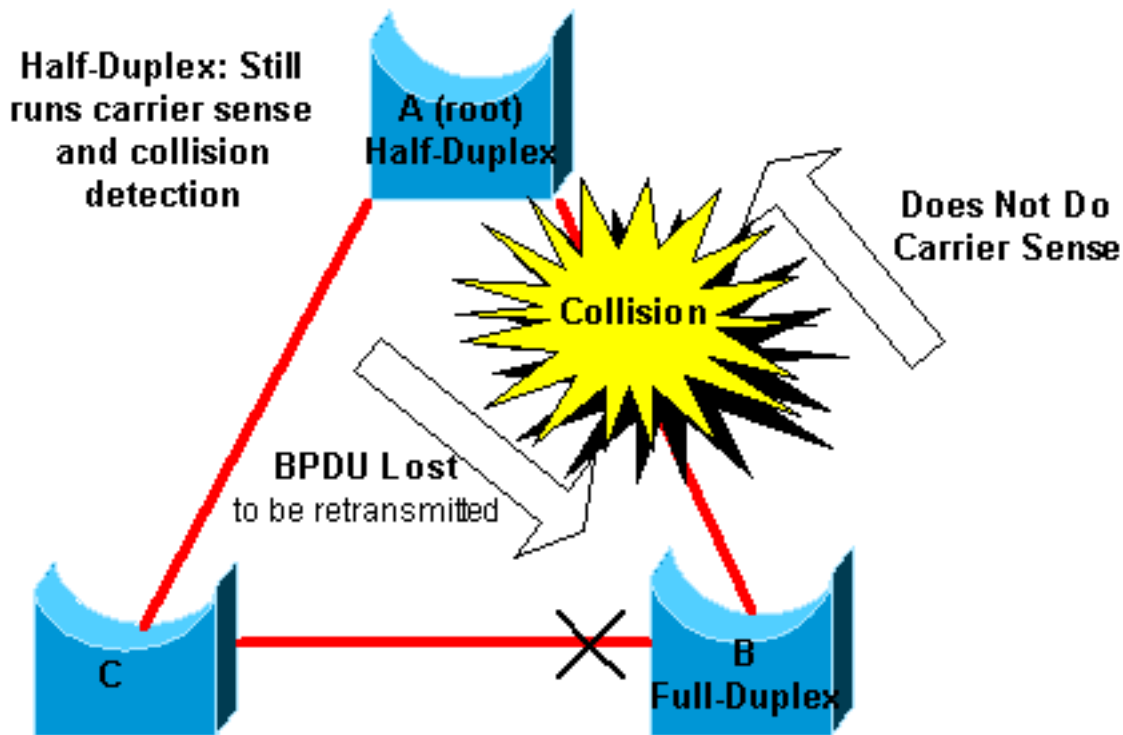 Half-Duplex: Still
runs carrier sense
and collision
detection
A (root)
Half-Duplex
Does Not Do
Carrier Sense
Collision
BPDU Lost
to be retransmitted
C
B
Full-Duplex